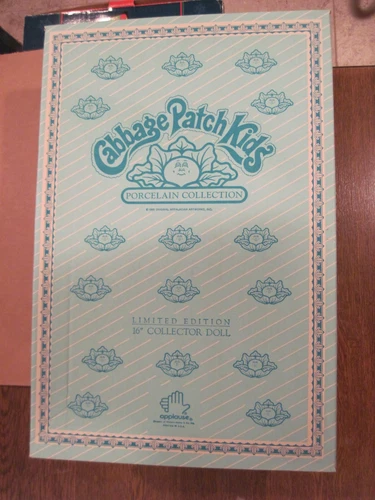 Cabbage Patch Kids
PORCELAIN COLLECTION
LIMITED EDITION
16" COLLECTOR DOLL
applause